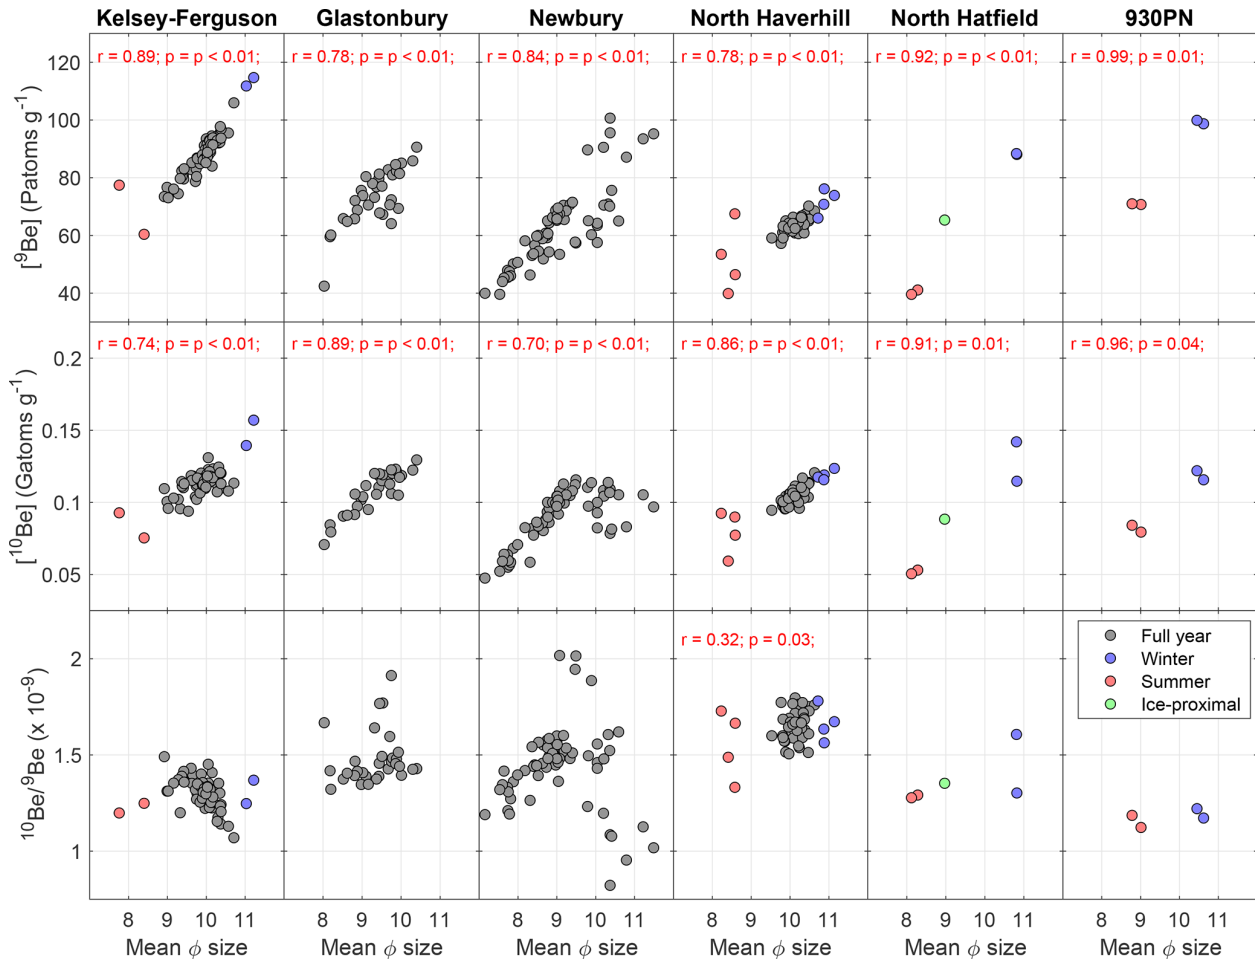 Kelsey-Ferguson Glastonbury Newbury North Haverhill North Hatfield 930PN
r = 0.89; p = p < 0.01; r = 0.78; p = p < 0.01; r = 0.84; p = p < 0.01; r = 0.78; p = p < 0.01; r = 0.92; p = p < 0.01; r = 0.99; p = 0.01;
[⁹Be] (Patoms g⁻¹)
120
100
80
60
40
r = 0.74; p = p < 0.01; r = 0.89; p = p < 0.01; r = 0.70; p = p < 0.01; r = 0.86; p = p < 0.01; r = 0.91; p = 0.01; r = 0.96; p = 0.04;
[¹⁰Be] (Gatoms g⁻¹)
0.2
0.15
0.1
0.05
r = 0.32; p = 0.03;
¹⁰Be/⁹Be (x 10⁻⁹)
2
1.5
1
Full year
Winter
Summer
Ice-proximal
8 9 10 11 8 9 10 11 8 9 10 11 8 9 10 11 8 9 10 11 8 9 10 11
Mean ϕ size Mean ϕ size Mean ϕ size Mean ϕ size Mean ϕ size Mean ϕ size